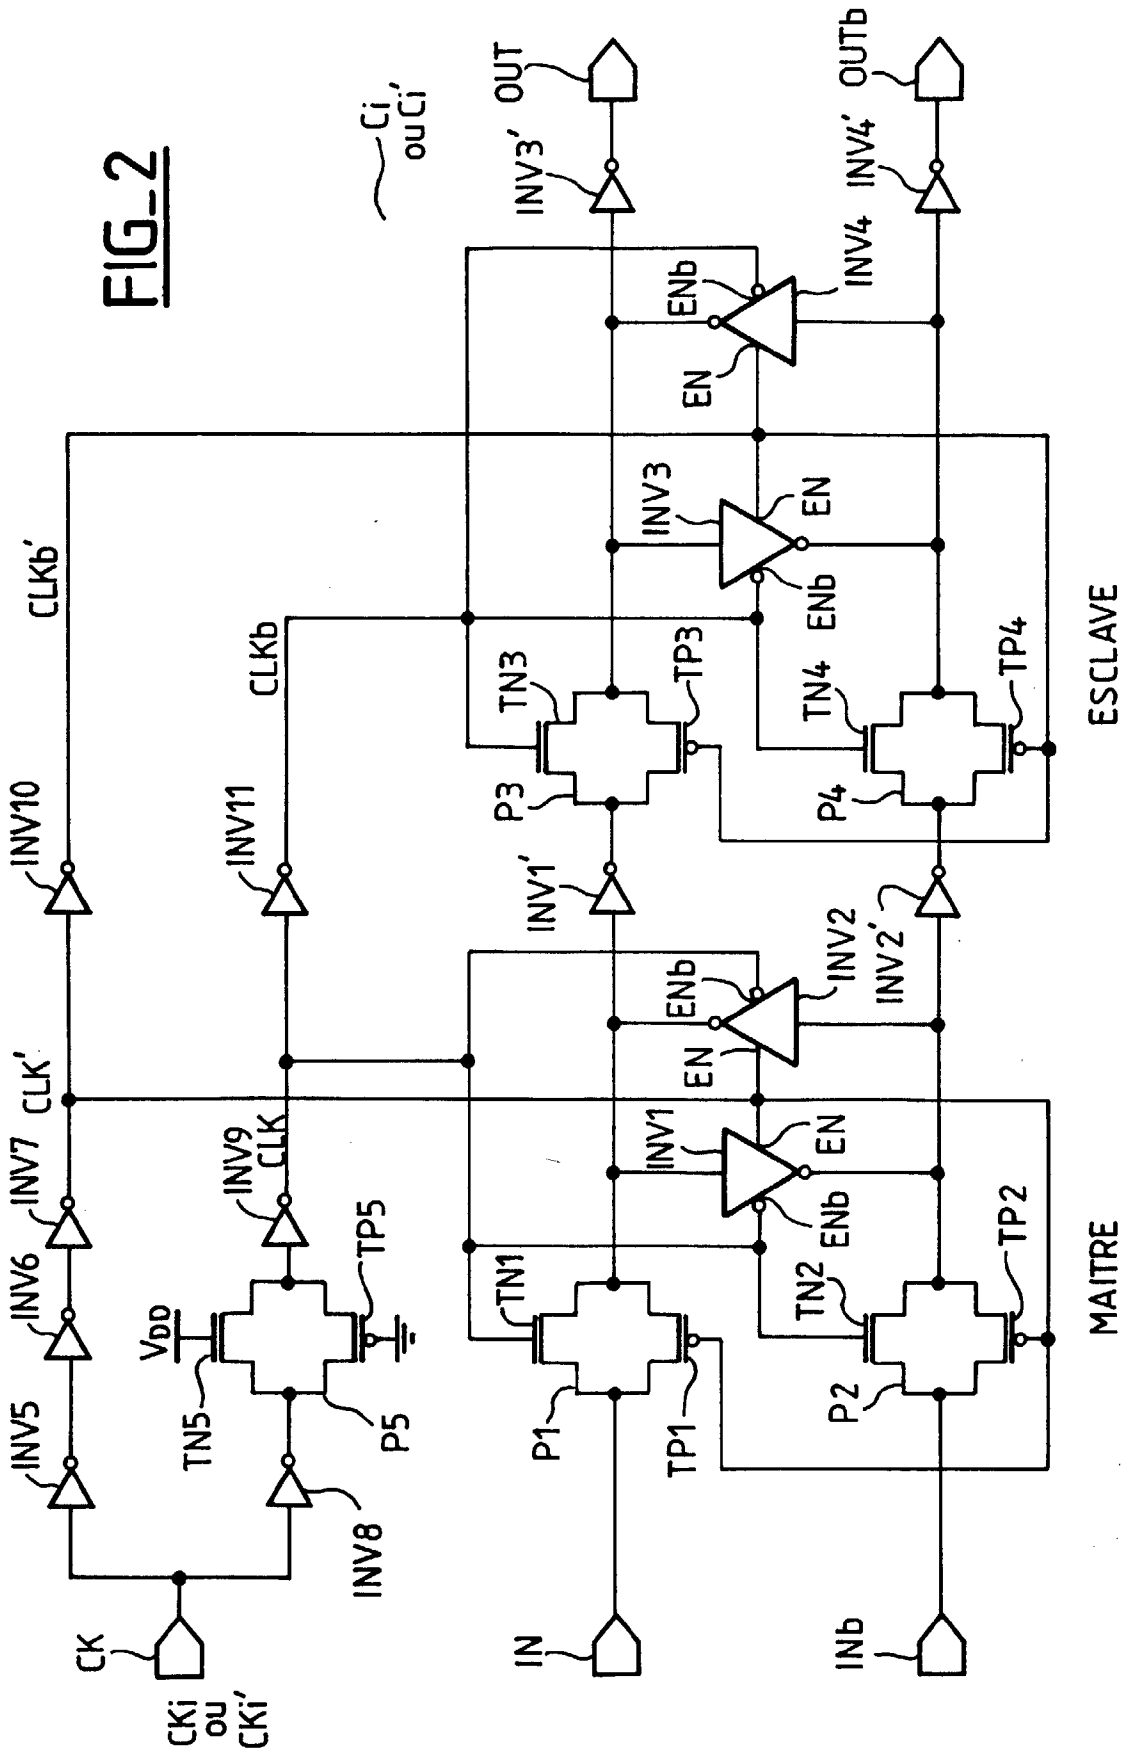 FIG_2
Ci
ou Ci'
CK
CKi
ou
CKi'
INV5
INV6
INV7
CLK'
INV10
CLKb'
INV8
VDD
TN5
P5
TP5
INV9
CLK
INV11
CLKb
IN
P1
TN1
TP1
INV1
EN
ENb
EN
ENb
INV2
INV1'
P3
TN3
TP3
INV3
EN
ENb
EN
ENb
INV4
INV3'
OUT
INb
P2
TN2
TP2
INV2'
P4
TN4
TP4
INV4'
OUTb
MAITRE
ESCLAVE